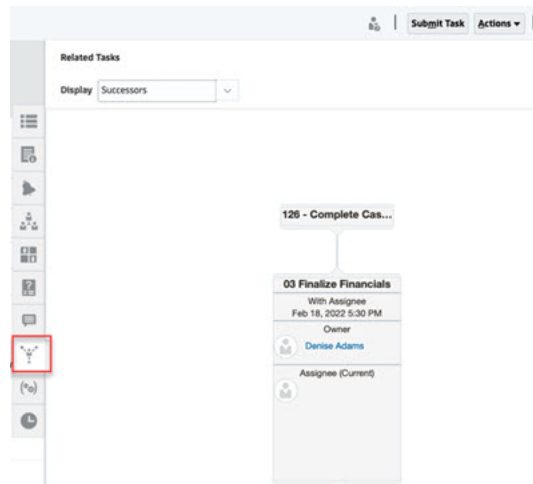 Submit Task Actions
Related Tasks
Display Successors
126 - Complete Cas...
03 Finalize Financials
With Assignee
Feb 18, 2022 5:30 PM
Owner
Denise Adams
Assignee (Current)